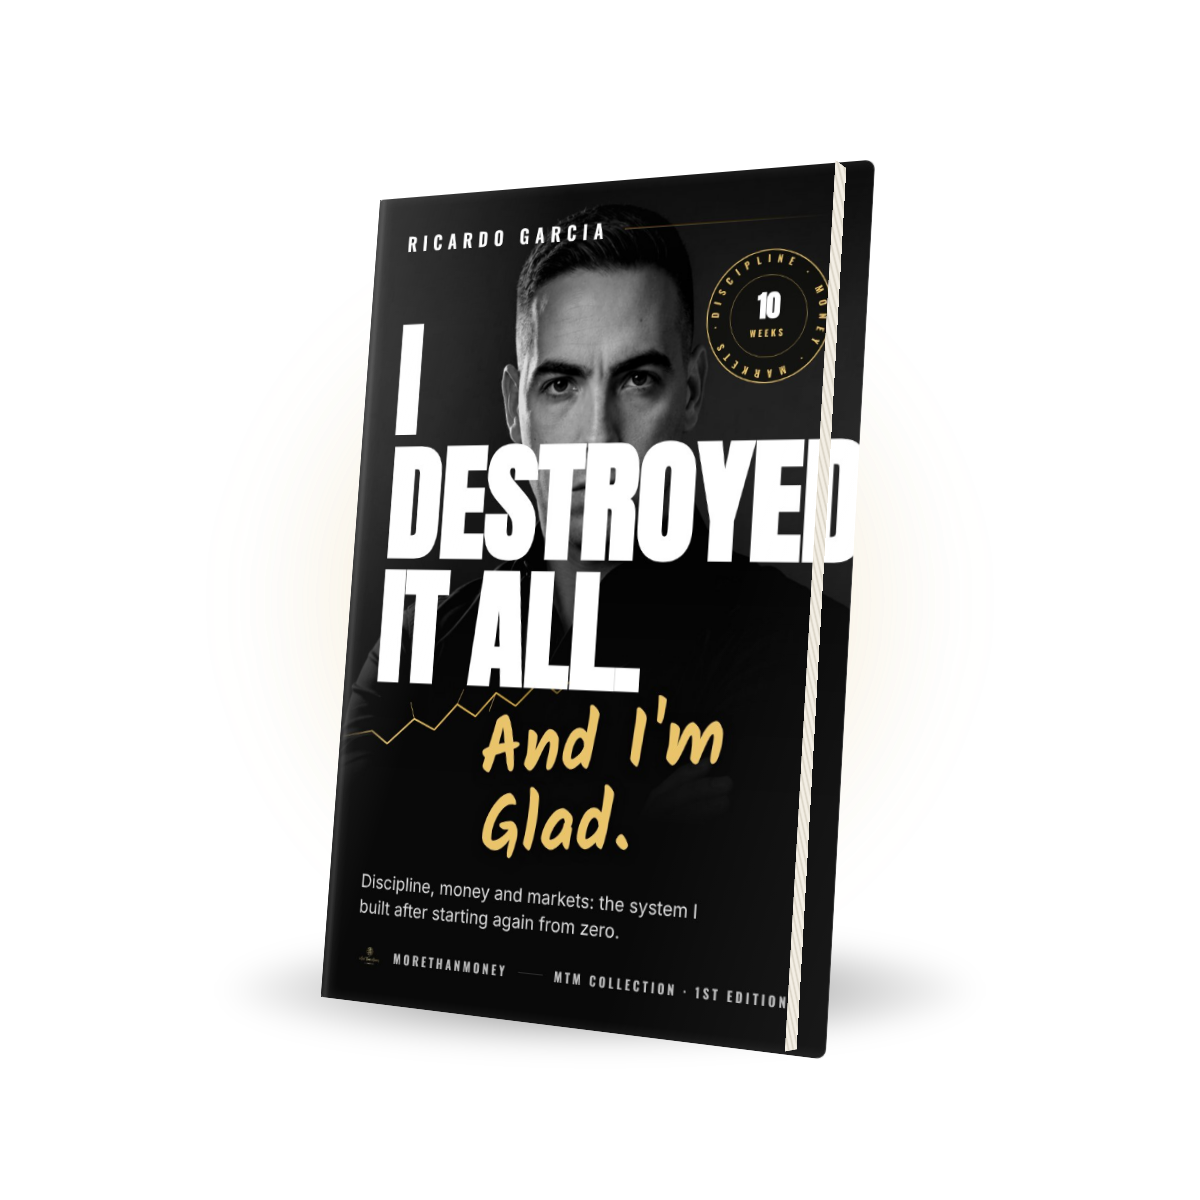 RICARDO GARCIA
DISCIPLINE · MONEY · MARKETS ·
10
WEEKS
I
DESTROYED
IT ALL.
And I'm
Glad.
Discipline, money and markets: the system I
built after starting again from zero.
MORETHANMONEY
MTM COLLECTION · 1ST EDITION